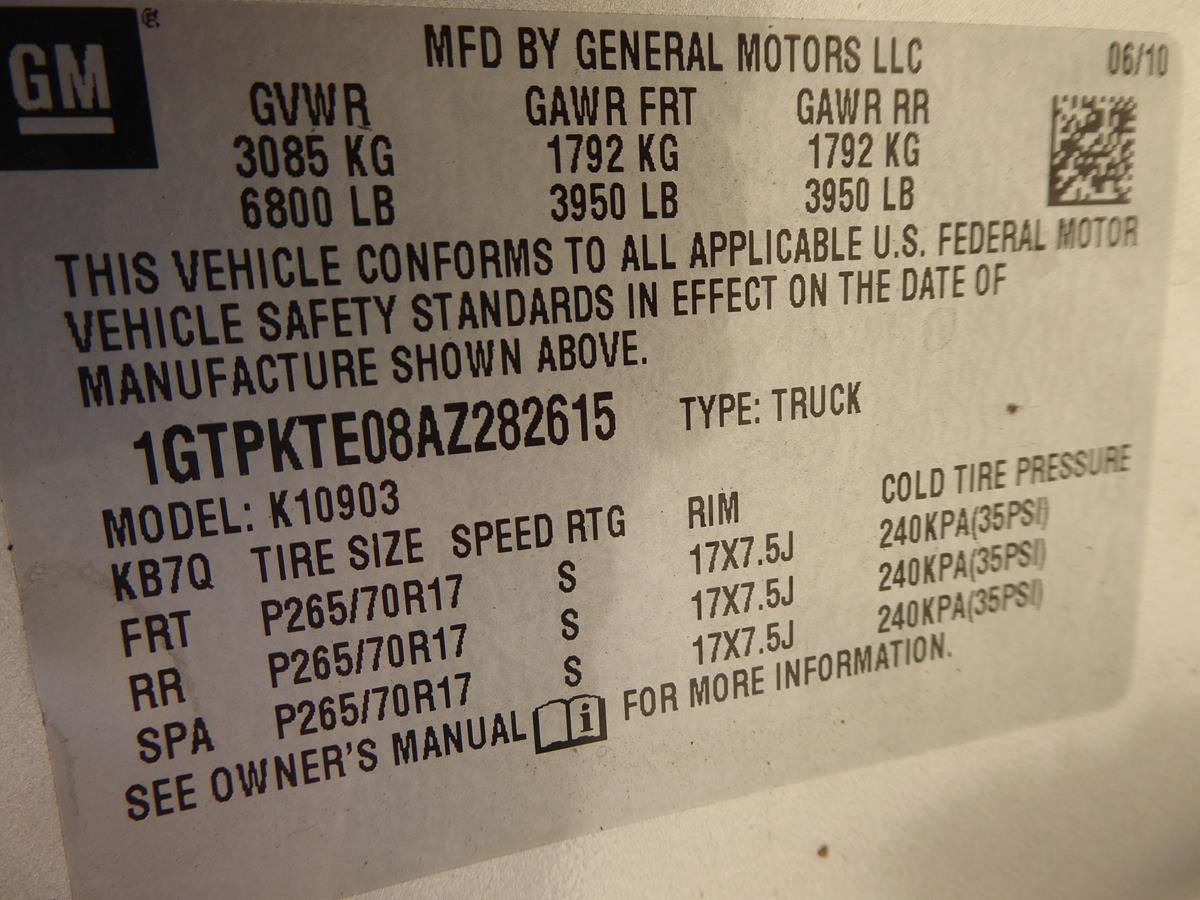 GM ®
MFD BY GENERAL MOTORS LLC 06/10
GVWR GAWR FRT GAWR RR
3085 KG 1792 KG 1792 KG
6800 LB 3950 LB 3950 LB
THIS VEHICLE CONFORMS TO ALL APPLICABLE U.S. FEDERAL MOTOR
VEHICLE SAFETY STANDARDS IN EFFECT ON THE DATE OF
MANUFACTURE SHOWN ABOVE.
1GTPKTE08AZ282615 TYPE: TRUCK
MODEL: K10903
KB7Q TIRE SIZE SPEED RTG RIM COLD TIRE PRESSURE
FRT P265/70R17 S 17X7.5J 240KPA(35PSI)
RR P265/70R17 S 17X7.5J 240KPA(35PSI)
SPA P265/70R17 S 17X7.5J 240KPA(35PSI)
SEE OWNER'S MANUAL i FOR MORE INFORMATION.